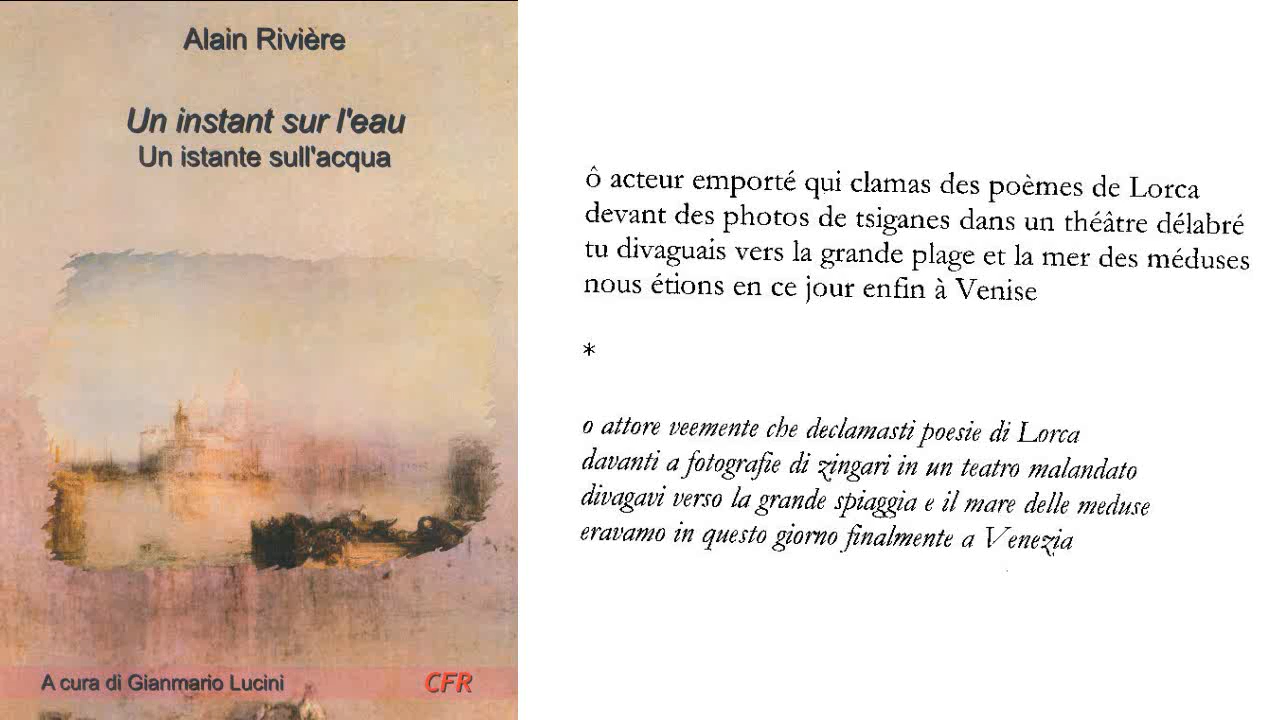 Alain Rivière
Un instant sur l'eau
Un istante sull'acqua
A cura di Gianmario Lucini
CFR
ô acteur emporté qui clamas des poèmes de Lorca
devant des photos de tsiganes dans un théâtre délabré
tu divaguais vers la grande plage et la mer des méduses
nous étions en ce jour enfin à Venise
*
o attore veemente che declamasti poesie di Lorca
davanti a fotografie di zingari in un teatro malandato
divagavi verso la grande spiaggia e il mare delle meduse
eravamo in questo giorno finalmente a Venezia